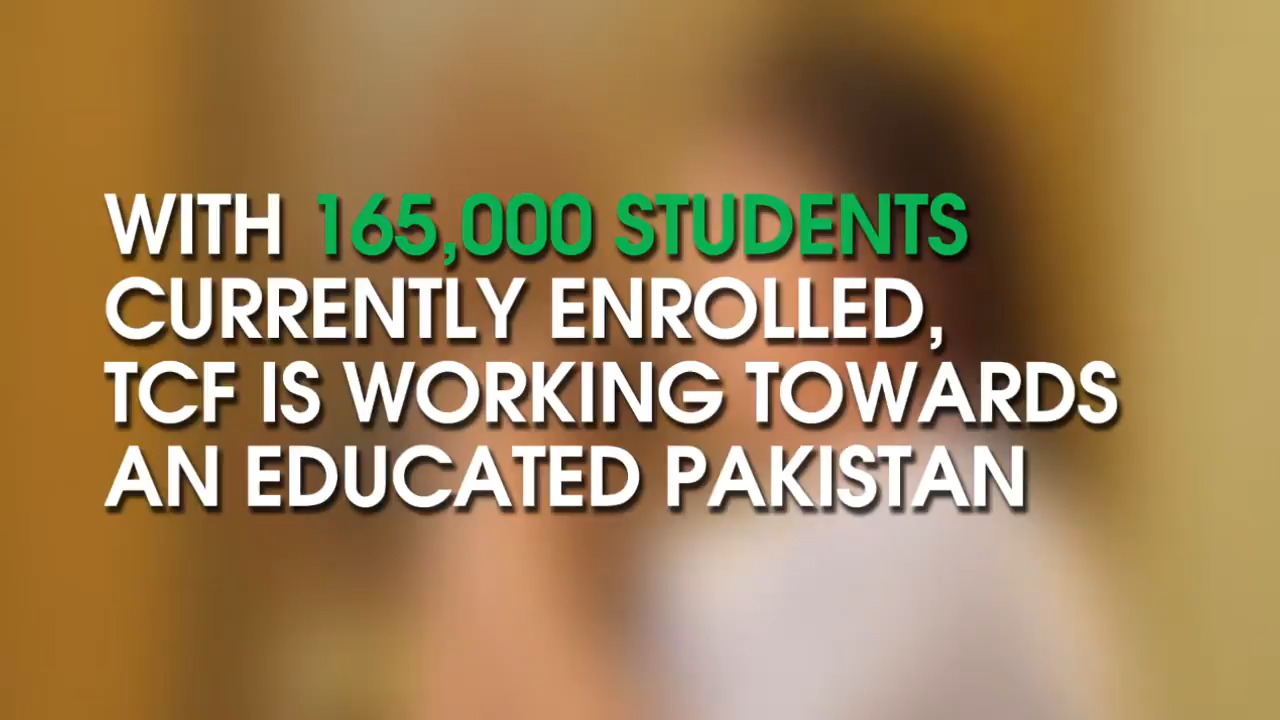 WITH 165,000 STUDENTS
CURRENTLY ENROLLED,
TCF IS WORKING TOWARDS
AN EDUCATED PAKISTAN